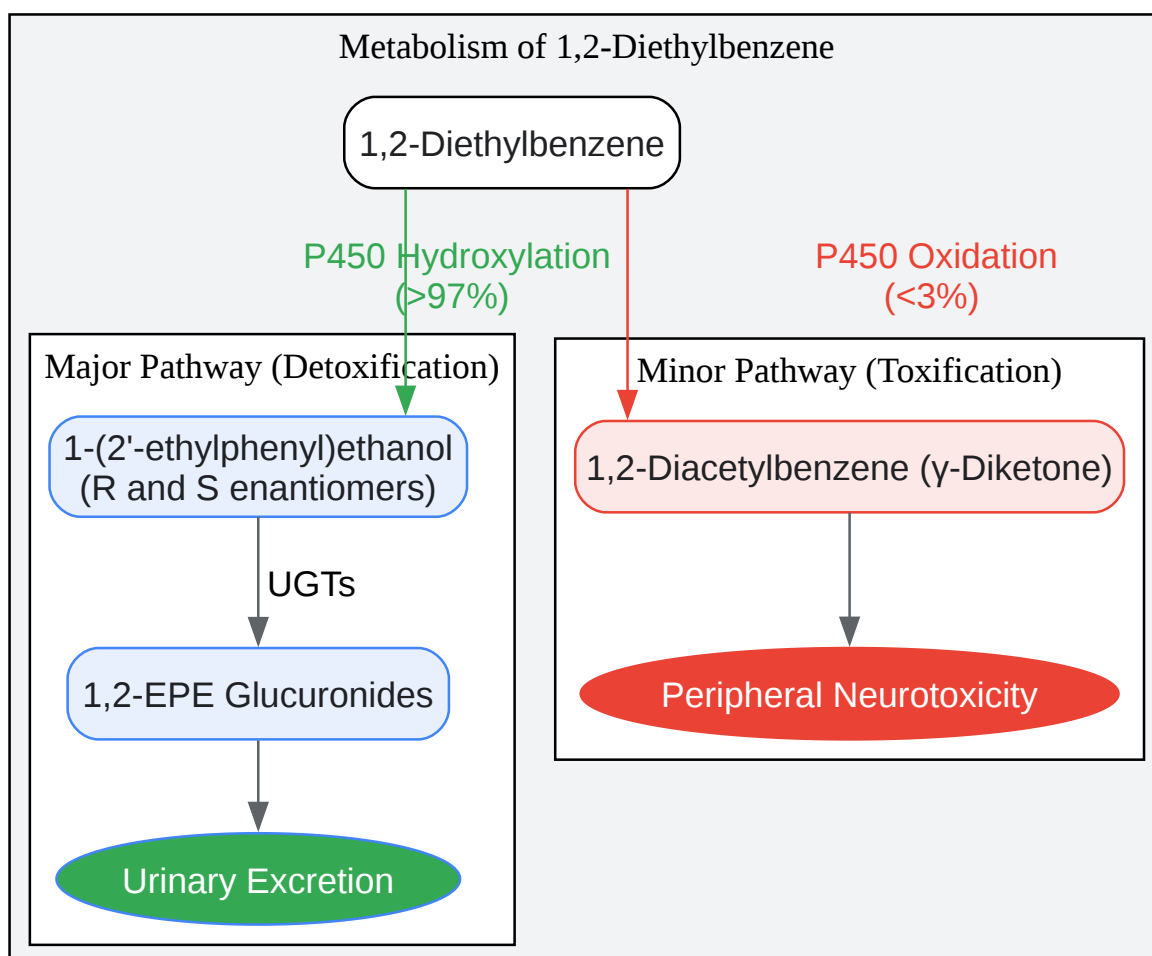 Metabolism of 1,2-Diethylbenzene
1,2-Diethylbenzene
P450 Hydroxylation
(>97%)
P450 Oxidation
(<3%)
Major Pathway (Detoxification)
1-(2'-ethylphenyl)ethanol
(R and S enantiomers)
UGTs
1,2-EPE Glucuronides
Urinary Excretion
Minor Pathway (Toxification)
1,2-Diacetylbenzene (γ-Diketone)
Peripheral Neurotoxicity